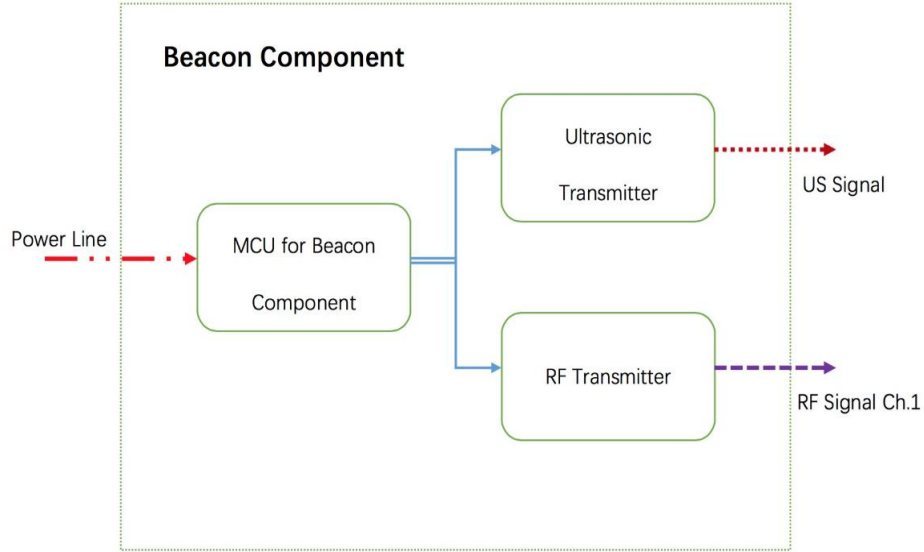 Beacon Component
Ultrasonic
Transmitter
US Signal
Power Line
MCU for Beacon
Component
RF Transmitter
RF Signal Ch.1